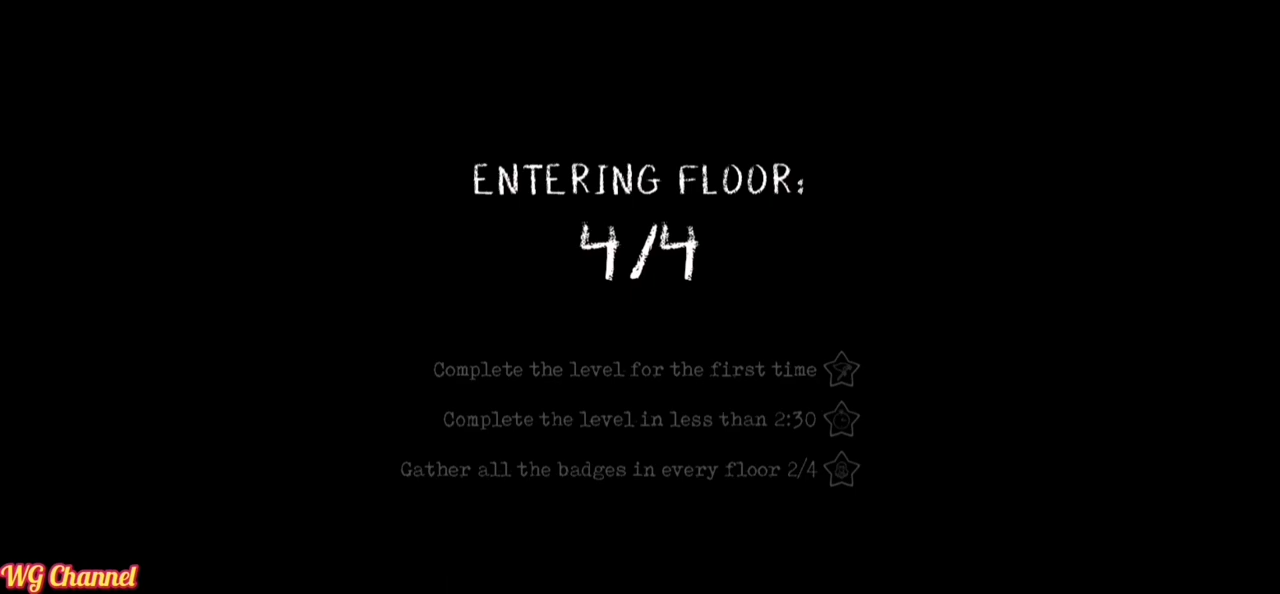 ENTERING FLOOR:
4/4
Complete the level for the first time
Complete the level in less than 2:30
Gather all the badges in every floor 2/4
WG Channel